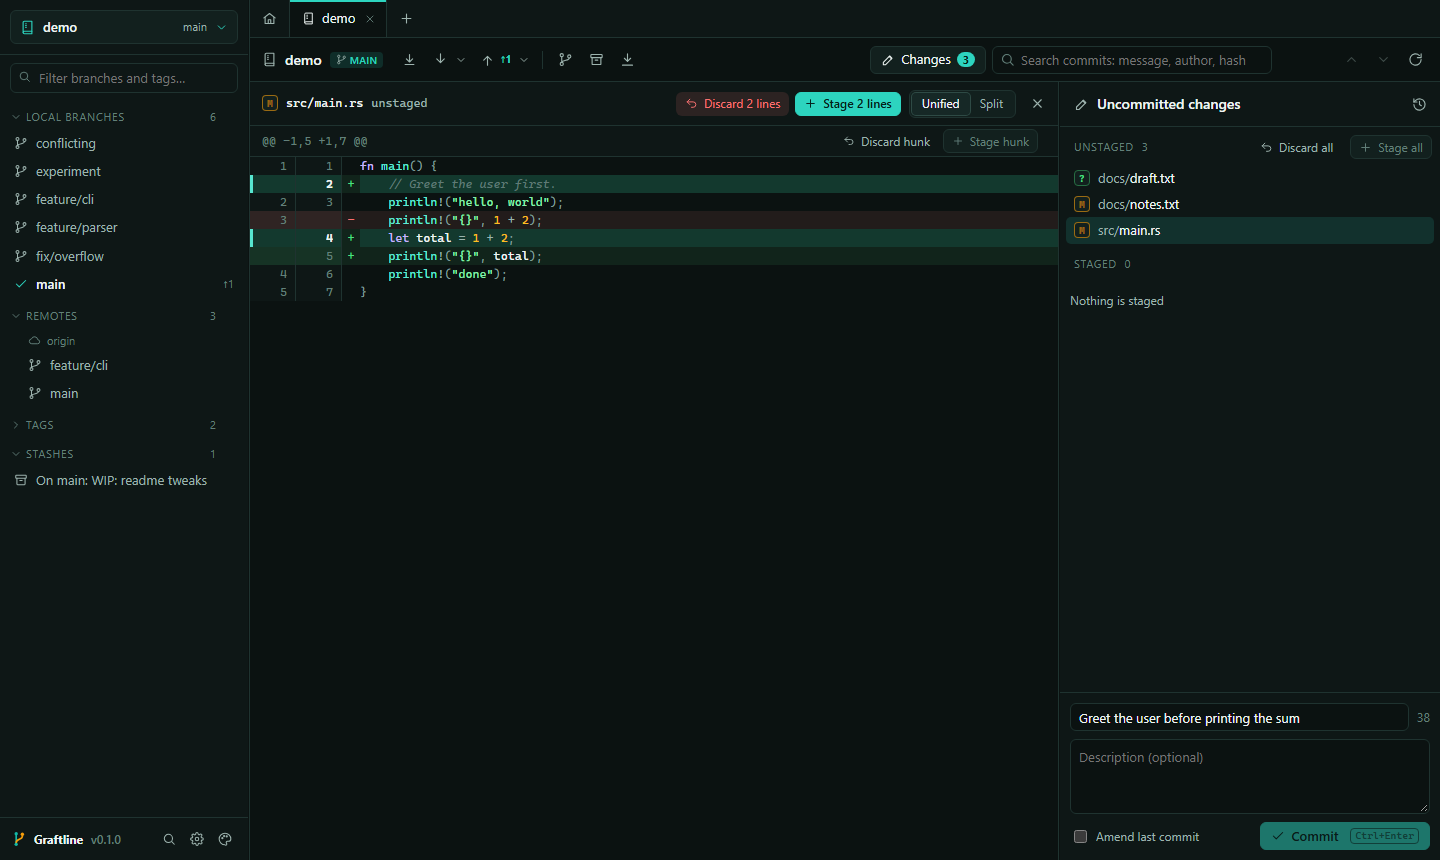 demo main
Filter branches and tags...
LOCAL BRANCHES 6
conflicting
experiment
feature/cli
feature/parser
fix/overflow
main ↑1
REMOTES 3
origin
feature/cli
main
TAGS 2
STASHES 1
On main: WIP: readme tweaks
Graftline v0.1.0
demo
demo MAIN ↑1
Changes 3
Search commits: message, author, hash
M src/main.rs unstaged
Discard 2 lines
Stage 2 lines
Unified Split
@@ -1,5 +1,7 @@
Discard hunk
Stage hunk
1 1 fn main() {
2 + // Greet the user first.
2 3 println!("hello, world");
3 − println!("{}", 1 + 2);
4 + let total = 1 + 2;
5 + println!("{}", total);
4 6 println!("done");
5 7 }
Uncommitted changes
UNSTAGED 3
Discard all
Stage all
? docs/draft.txt
M docs/notes.txt
M src/main.rs
STAGED 0
Nothing is staged
Greet the user before printing the sum 38
Description (optional)
Amend last commit
Commit Ctrl+Enter